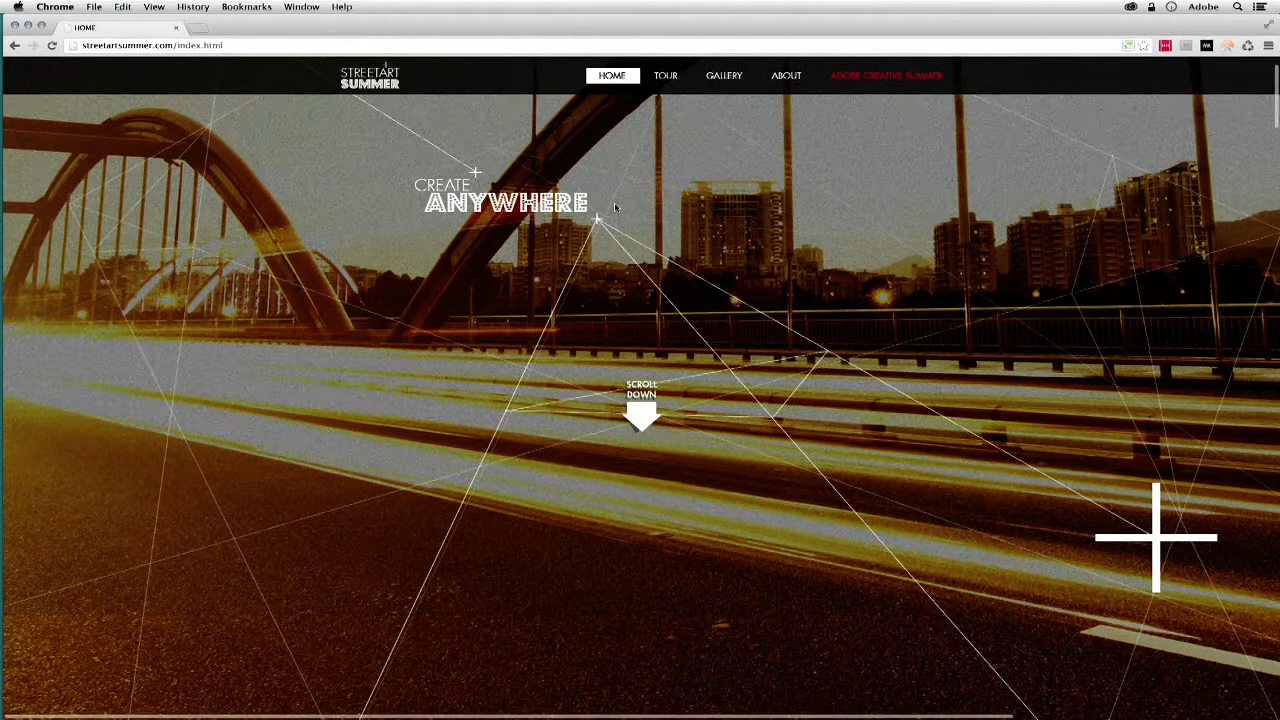 Chrome File Edit View History Bookmarks Window Help Adobe
HOME
streetartsummer.com/index.html
STREETART
SUMMER
HOME TOUR GALLERY ABOUT ADOBE CREATIVE SUMMER
CREATE
ANYWHERE
SCROLL
DOWN